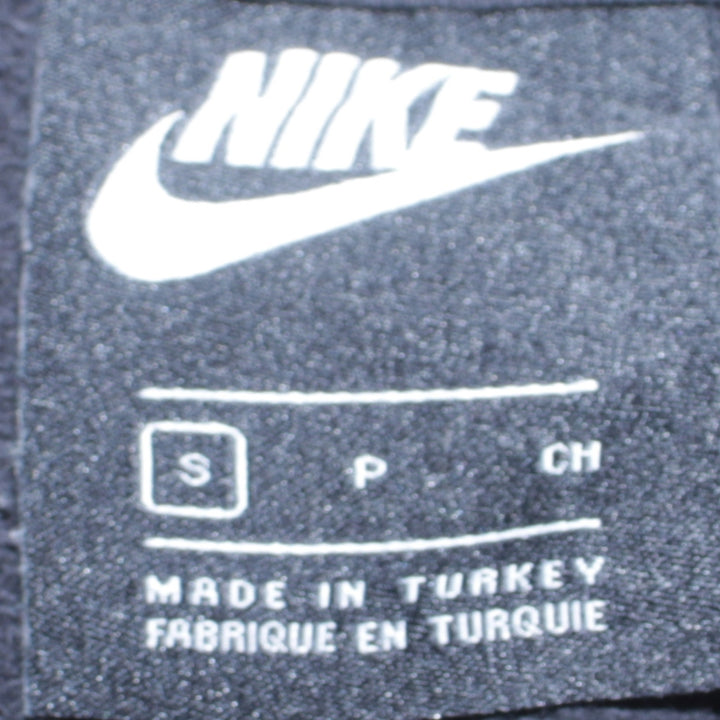 NIKE
S P CH
MADE IN TURKEY
FABRIQUE EN TURQUIE